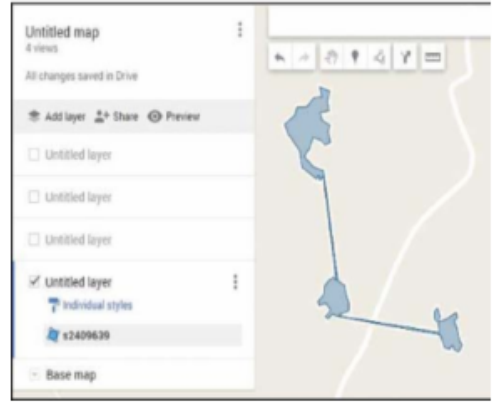 Untitled map
4 views
All changes saved in Drive
Add layer Share Preview
Untitled layer
Untitled layer
Untitled layer
Untitled layer
Individual styles
s2409639
Base map